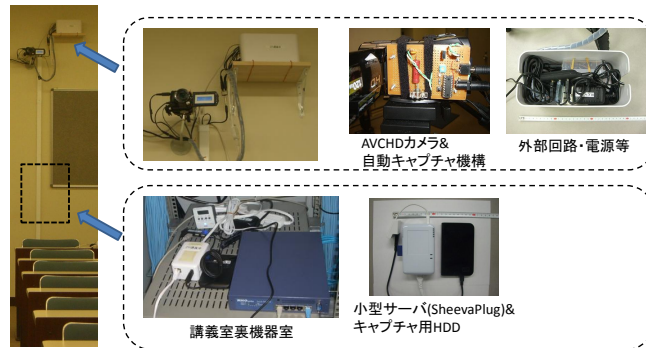 AVCHDカメラ&
自動キャプチャ機構
外部回路・電源等
講義室裏機器室
小型サーバ(SheevaPlug)&
キャプチャ用HDD